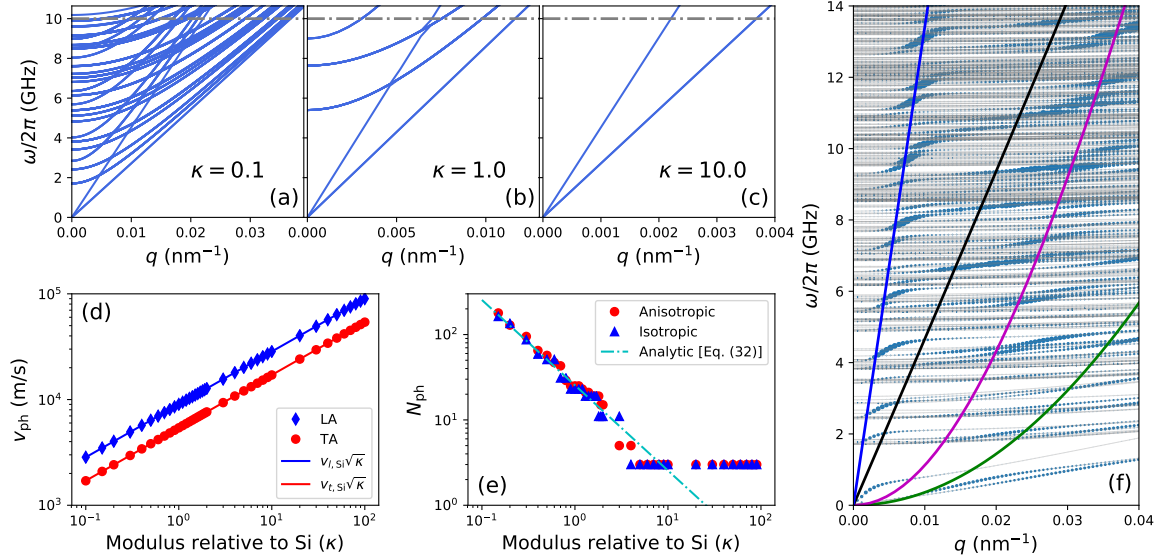 10
8
6
4
2
0
ω/2π (GHz)
κ = 0.1
(a)
0.00
0.01
0.02
0.03
q (nm⁻¹)
κ = 1.0
(b)
0.000
0.005
0.010
q (nm⁻¹)
κ = 10.0
(c)
0.000
0.001
0.002
0.003
0.004
q (nm⁻¹)
(d)
10⁵
10⁴
10³
v_ph (m/s)
LA
TA
v_l, Si√κ
v_t, Si√κ
10⁻¹
10⁰
10¹
10²
Modulus relative to Si (κ)
10²
10¹
10⁰
N_ph
Anisotropic
Isotropic
Analytic [Eq. (32)]
(e)
10⁻¹
10⁰
10¹
10²
Modulus relative to Si (κ)
14
12
10
8
6
4
2
0
ω/2π (GHz)
(f)
0.00
0.01
0.02
0.03
0.04
q (nm⁻¹)